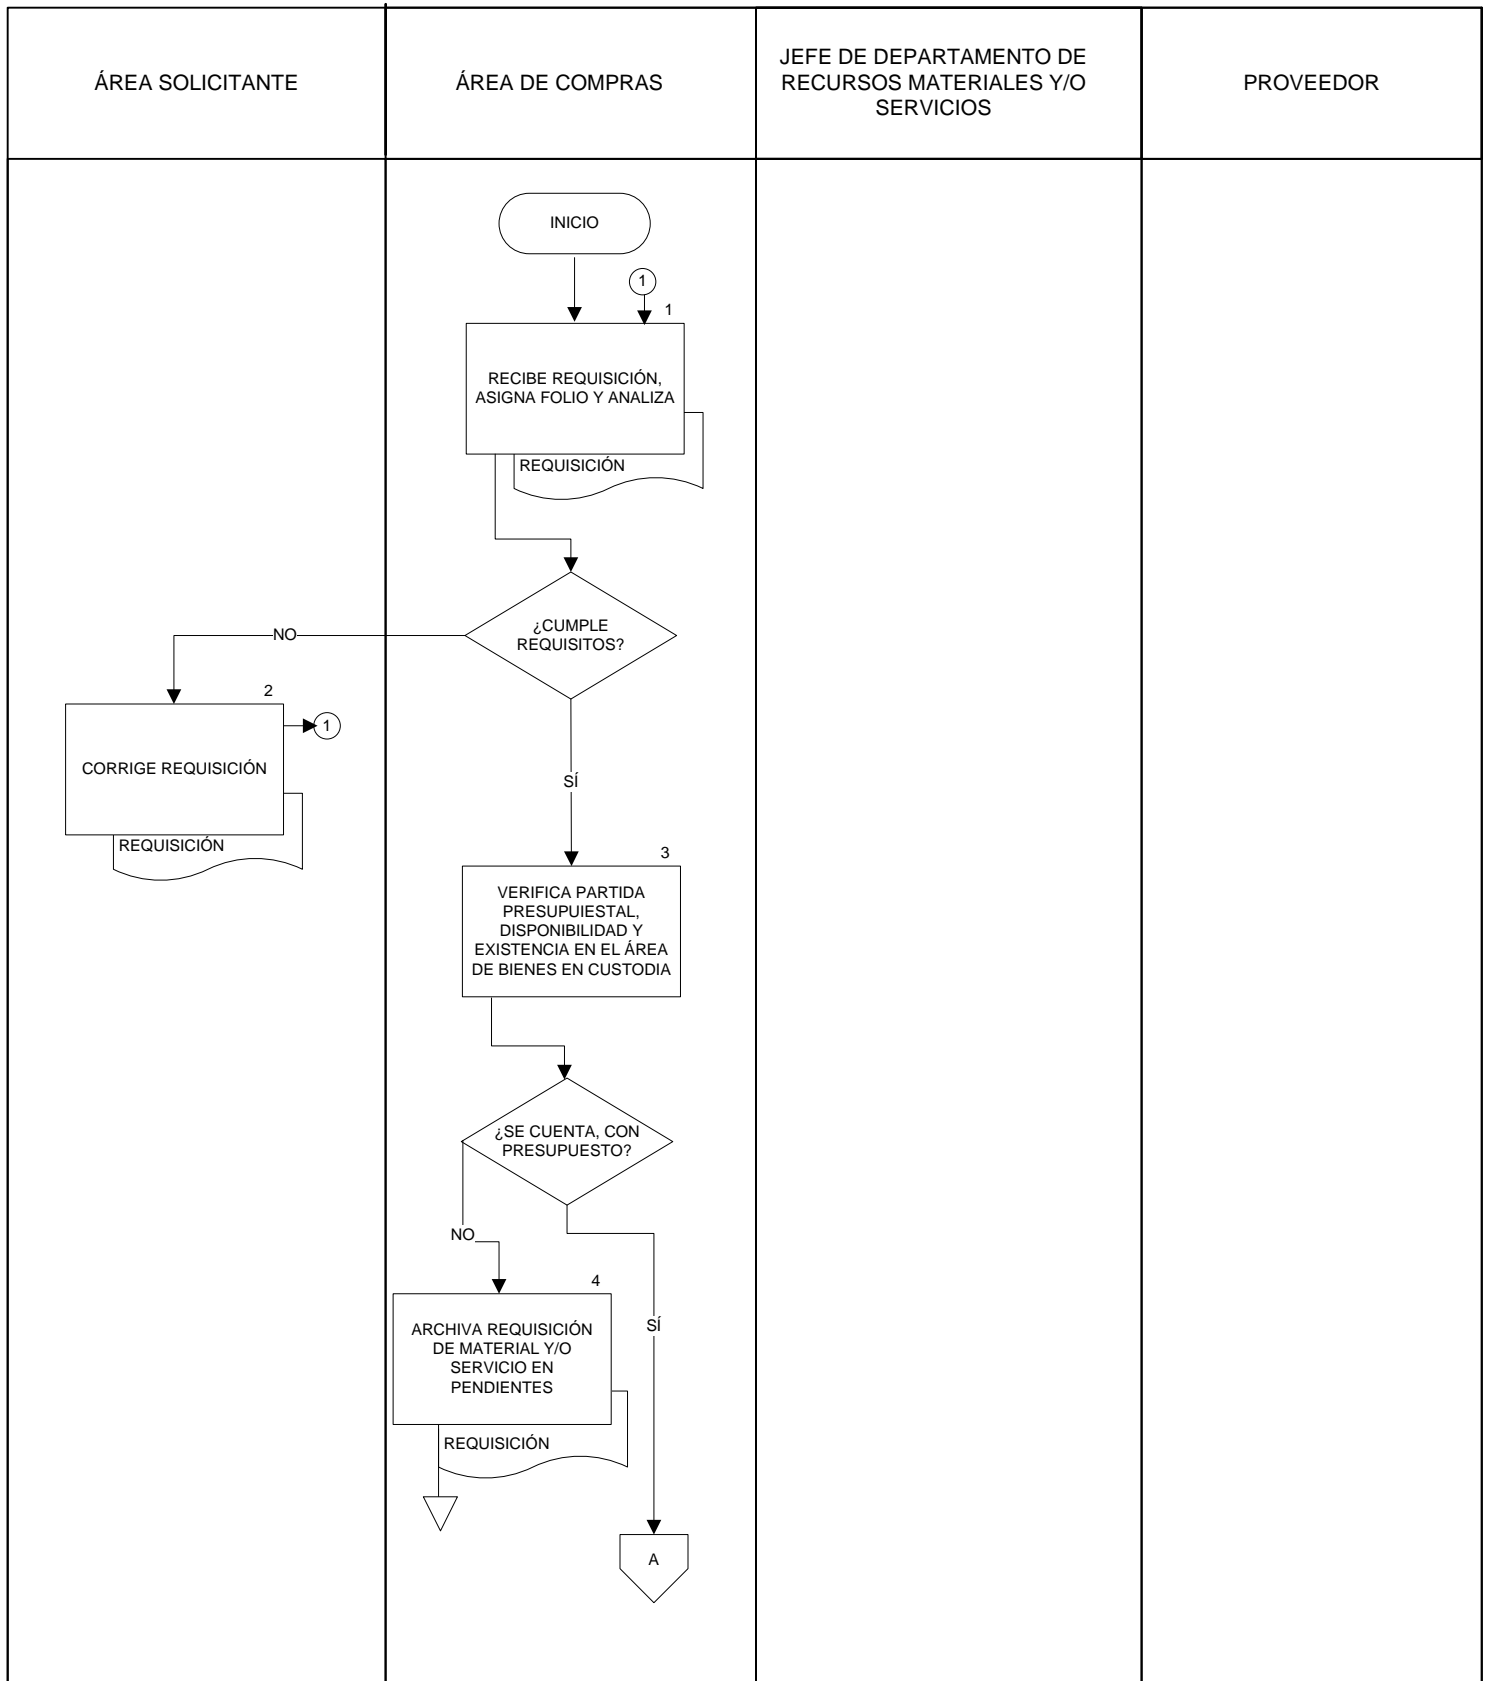 ÁREA SOLICITANTE
ÁREA DE COMPRAS
JEFE DE DEPARTAMENTO DE
RECURSOS MATERIALES Y/O
SERVICIOS
PROVEEDOR
INICIO
1
1
RECIBE REQUISICIÓN,
ASIGNA FOLIO Y ANALIZA
REQUISICIÓN
¿CUMPLE
REQUISITOS?
NO
2
1
CORRIGE REQUISICIÓN
REQUISICIÓN
SÍ
3
VERIFICA PARTIDA
PRESUPUIESTAL,
DISPONIBILIDAD Y
EXISTENCIA EN EL ÁREA
DE BIENES EN CUSTODIA
¿SE CUENTA, CON
PRESUPUESTO?
NO
4
SÍ
ARCHIVA REQUISICIÓN
DE MATERIAL Y/O
SERVICIO EN
PENDIENTES
REQUISICIÓN
A